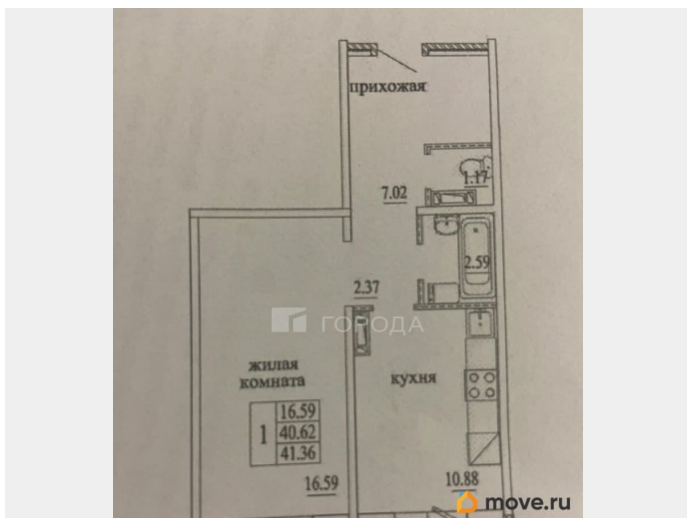 прихожая
1.17
7.02
2.59
2.37
ГОРОДА
жилая
комната
кухня
16.59
1
40.62
41.36
16.59
10.88
move.ru